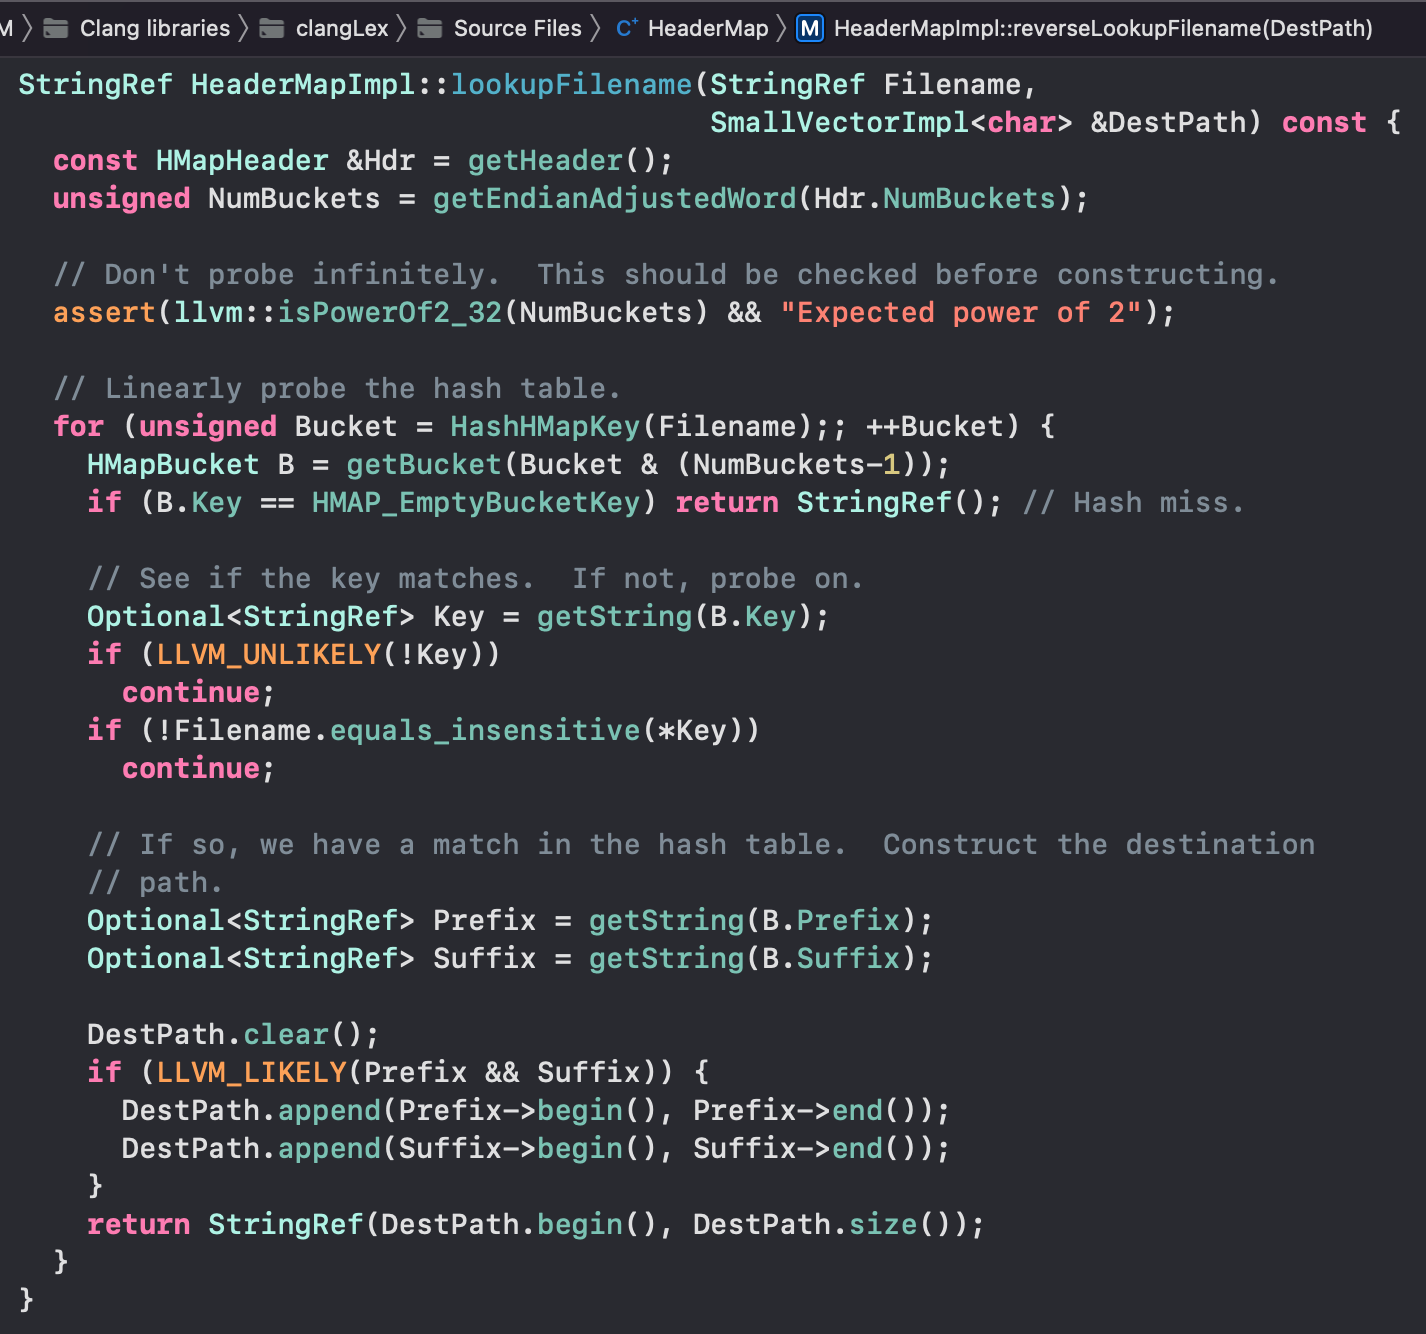 M Clang libraries clangLex Source Files C+ HeaderMap M HeaderMapImpl::reverseLookupFilename(DestPath)
StringRef HeaderMapImpl::lookupFilename(StringRef Filename,
                                        SmallVectorImpl<char> &DestPath) const {
  const HMapHeader &Hdr = getHeader();
  unsigned NumBuckets = getEndianAdjustedWord(Hdr.NumBuckets);

  // Don't probe infinitely.  This should be checked before constructing.
  assert(llvm::isPowerOf2_32(NumBuckets) && "Expected power of 2");

  // Linearly probe the hash table.
  for (unsigned Bucket = HashHMapKey(Filename);; ++Bucket) {
    HMapBucket B = getBucket(Bucket & (NumBuckets-1));
    if (B.Key == HMAP_EmptyBucketKey) return StringRef(); // Hash miss.

    // See if the key matches.  If not, probe on.
    Optional<StringRef> Key = getString(B.Key);
    if (LLVM_UNLIKELY(!Key))
      continue;
    if (!Filename.equals_insensitive(*Key))
      continue;

    // If so, we have a match in the hash table.  Construct the destination
    // path.
    Optional<StringRef> Prefix = getString(B.Prefix);
    Optional<StringRef> Suffix = getString(B.Suffix);

    DestPath.clear();
    if (LLVM_LIKELY(Prefix && Suffix)) {
      DestPath.append(Prefix->begin(), Prefix->end());
      DestPath.append(Suffix->begin(), Suffix->end());
    }
    return StringRef(DestPath.begin(), DestPath.size());
  }
}